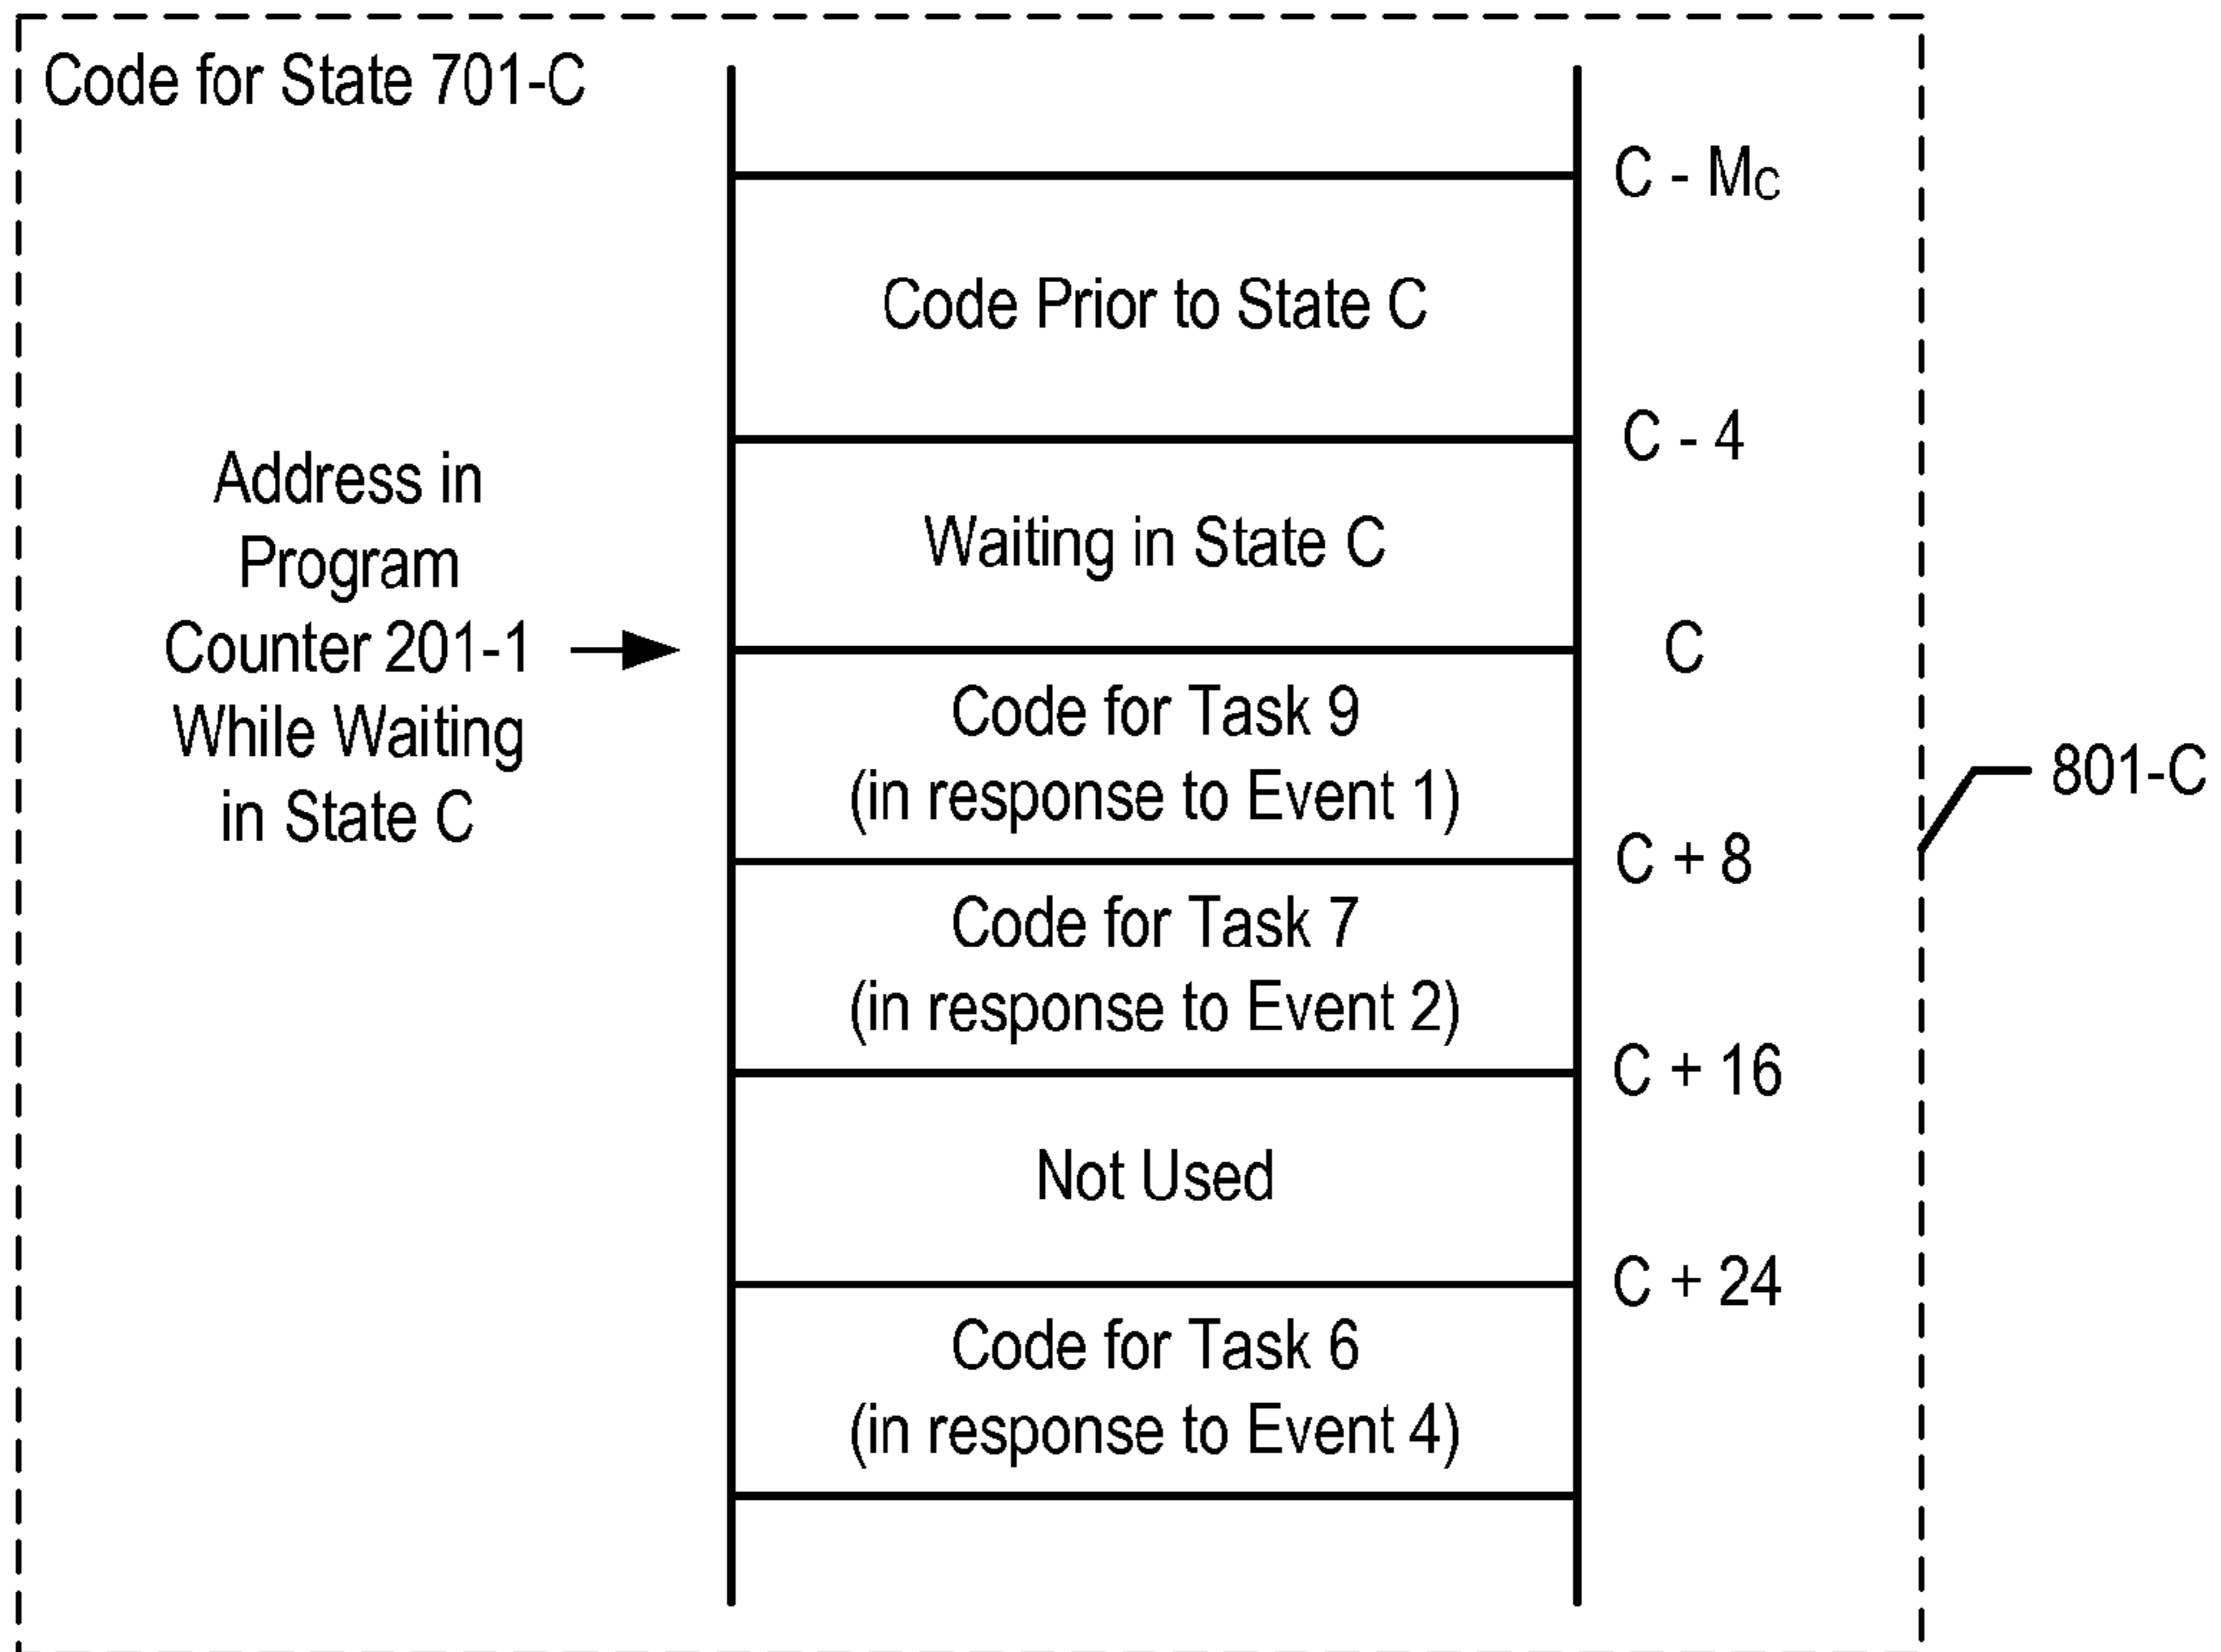 Code for State 701-C
C - MC
Code Prior to State C
C - 4
Address in
Program
Counter 201-1
While Waiting
in State C
Waiting in State C
C
Code for Task 9
(in response to Event 1)
801-C
C + 8
Code for Task 7
(in response to Event 2)
C + 16
Not Used
C + 24
Code for Task 6
(in response to Event 4)